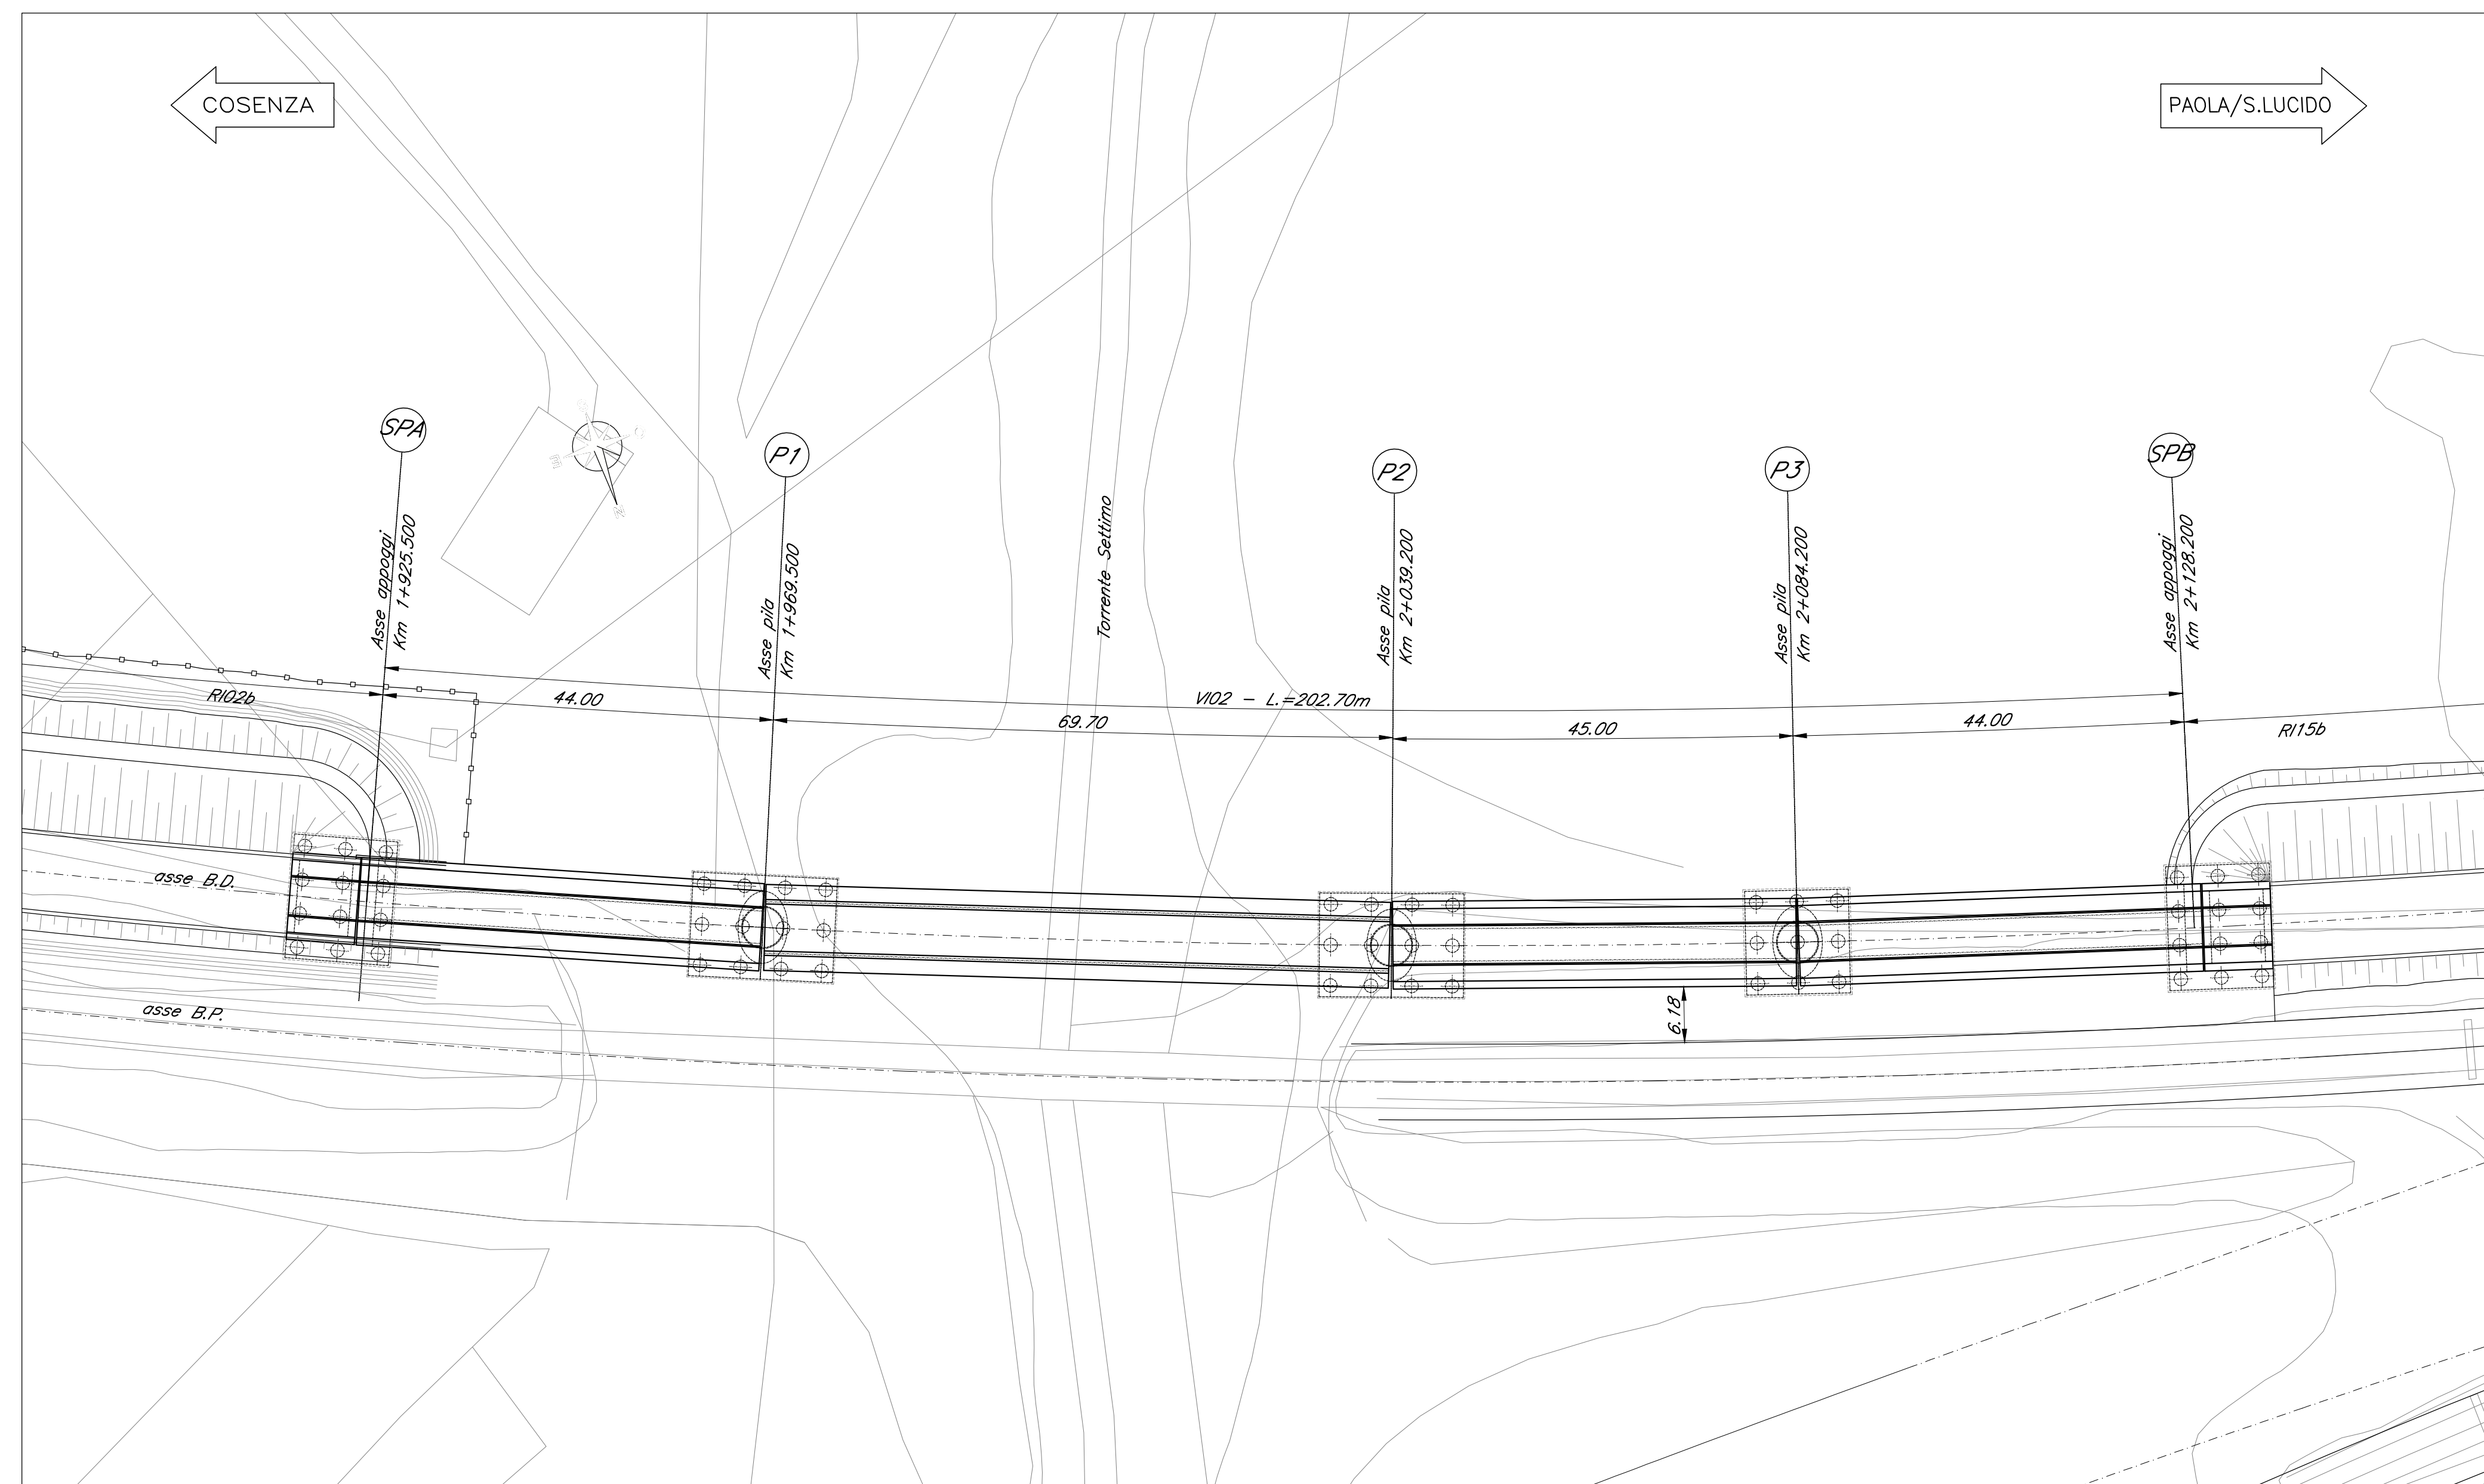 COSENZA
PAOLA/S.LUCIDO
SPA
P1
P2
P3
SPB
Asse appoggi
Km 1+925.500
Asse pila
Km 1+969.500
Torrente Settimo
Asse pila
Km 2+039.200
Asse pila
Km 2+084.200
Asse appoggi
Km 2+128.200
RI02b
44.00
VI02 - L.=202.70m
69.70
45.00
44.00
RI15b
asse B.D.
asse B.P.
6.18